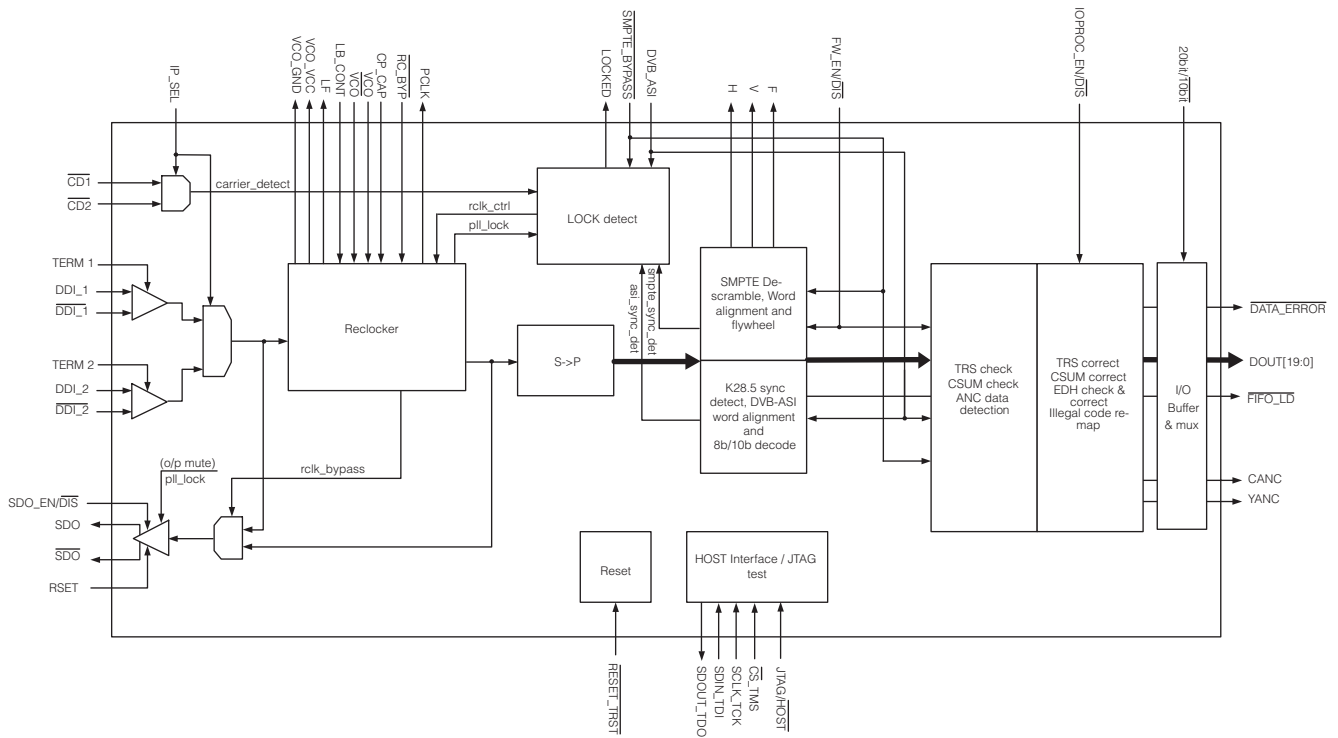 IP_SEL
VCO_GND
VCO_VCC
LF
LB_CONT
VCO
VCO
CP_CAP
RC_BYP
PCLK
LOCKED
SMPTE_BYPASS
DVB_ASI
H
V
F
FW_EN/DIS
IOPROC_EN/DIS
20bit/10bit
CD1
CD2
carrier_detect
rclk_ctrl
pll_lock
LOCK detect
TERM 1
DDI_1
DDI_1
TERM 2
DDI_2
DDI_2
Reclocker
S->P
asi_sync_det
smpte_sync_det
SMPTE De-
scramble, Word
alignment and
flywheel
K28.5 sync
detect, DVB-ASI
word alignment
and
8b/10b decode
TRS check
CSUM check
ANC data
detection
TRS correct
CSUM correct
EDH check &
correct
Illegal code re-
map
I/O
Buffer
& mux
DATA_ERROR
DOUT[19:0]
FIFO_LD
CANC
YANC
(o/p mute)
pll_lock
rclk_bypass
SDO_EN/DIS
SDO
SDO
RSET
Reset
HOST Interface / JTAG
test
RESET_TRST
SDOUT_TDO
SDIN_TDI
SCLK_TCK
CS_TMS
JTAG/HOST